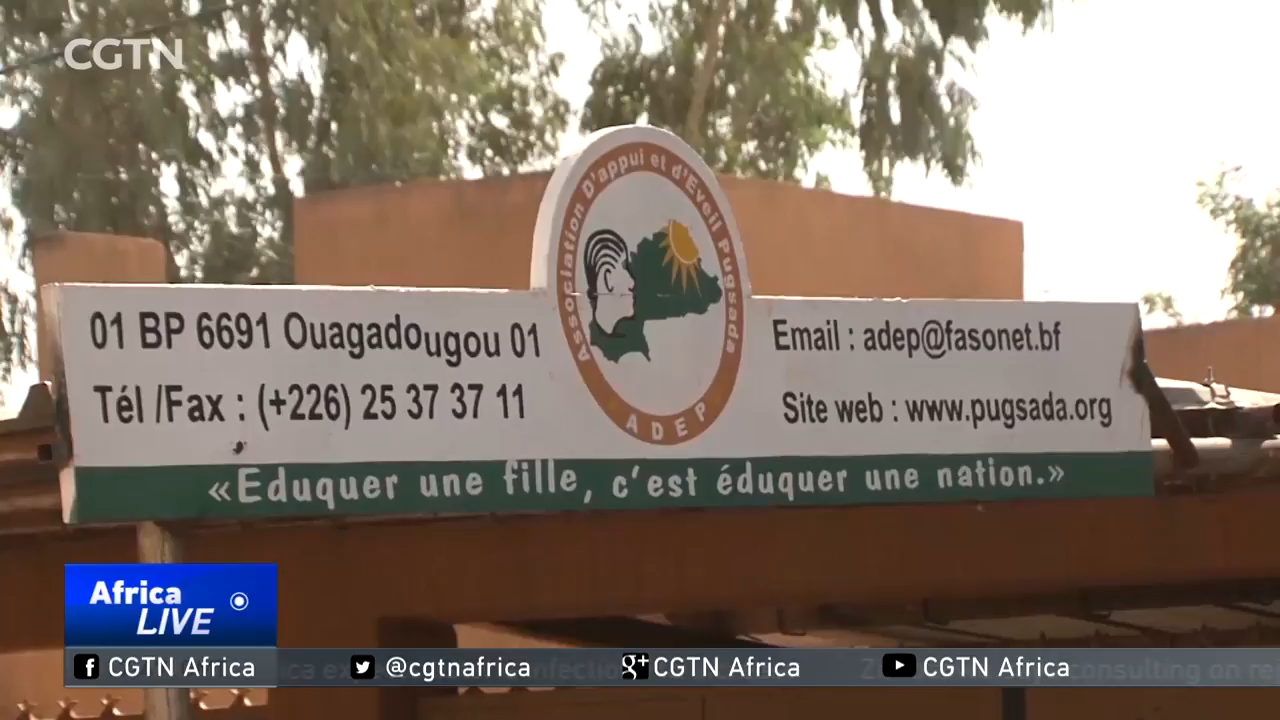 CGTN
Association D'appui et d'Eveil Pugsada
ADEP
01 BP 6691 Ouagadougou 01
Tél /Fax : (+226) 25 37 37 11
Email : adep@fasonet.bf
Site web : www.pugsada.org
«Eduquer une fille, c'est éduquer une nation.»
Africa
LIVE
CGTN Africa @cgtnafrica CGTN Africa CGTN Africa
consulting on